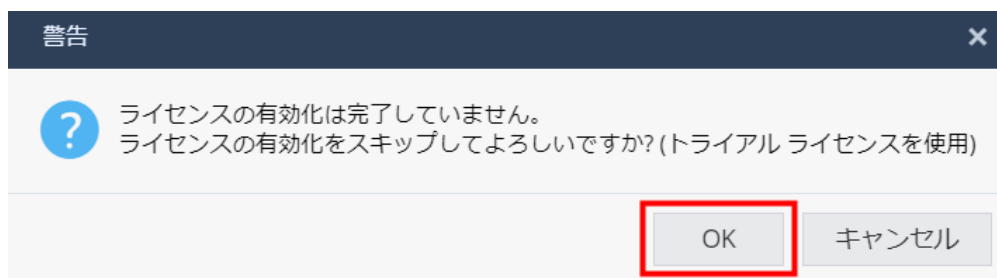 警告
ライセンスの有効化は完了していません。
ライセンスの有効化をスキップしてよろしいですか? (トライアル ライセンスを使用)
OK
キャンセル